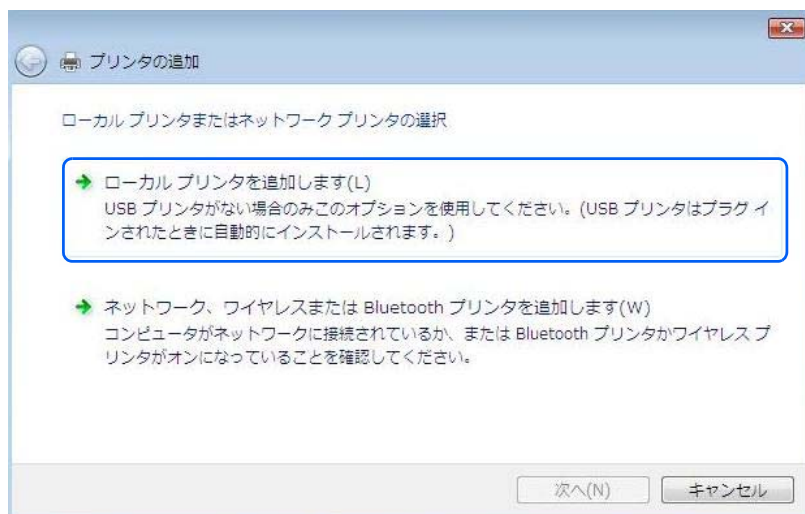 プリンタの追加
ローカル プリンタまたはネットワーク プリンタの選択
ローカル プリンタを追加します(L)
USB プリンタがない場合のみこのオプションを使用してください。(USB プリンタはプラグ イ
ンされたときに自動的にインストールされます。)
ネットワーク、ワイヤレスまたは Bluetooth プリンタを追加します(W)
コンピュータがネットワークに接続されているか、または Bluetooth プリンタかワイヤレス プ
リンタがオンになっていることを確認してください。
次へ(N)
キャンセル